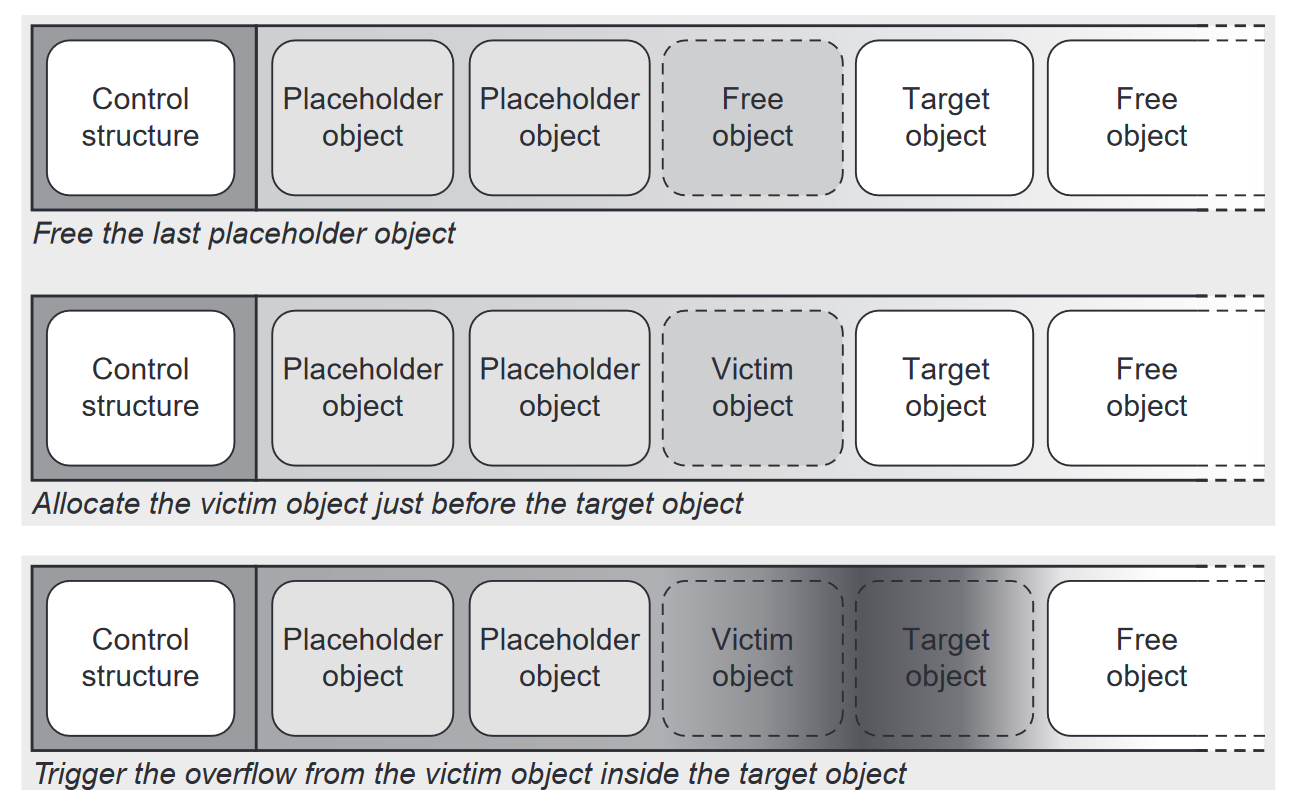 Control
structure
Placeholder
object
Placeholder
object
Free
object
Target
object
Free
object
Free the last placeholder object
Control
structure
Placeholder
object
Placeholder
object
Victim
object
Target
object
Free
object
Allocate the victim object just before the target object
Control
structure
Placeholder
object
Placeholder
object
Victim
object
Target
object
Free
object
Trigger the overflow from the victim object inside the target object